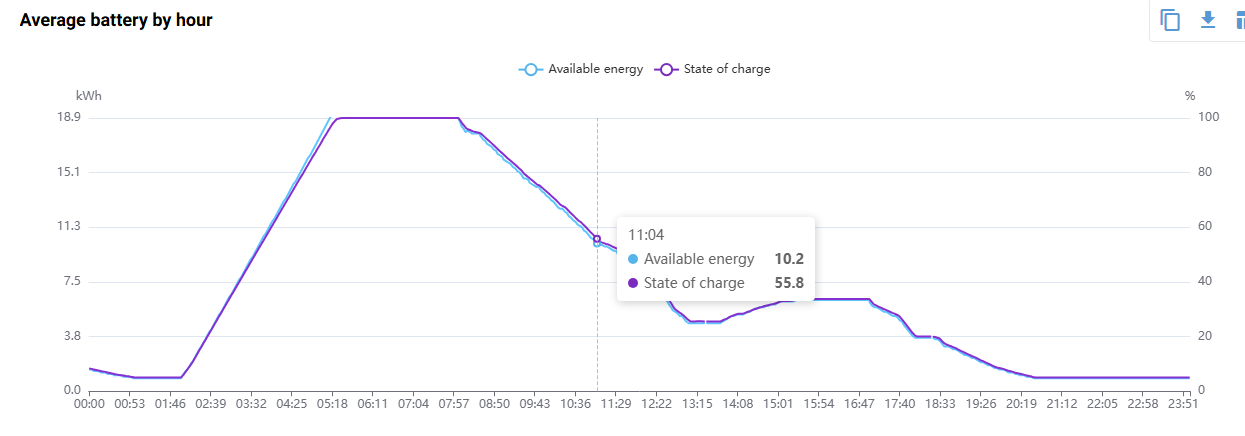 Average battery by hour
Available energy State of charge
kWh %
18.9 100
15.1 80
11.3 60
7.5 40
3.8 20
0.0 0
11:04
Available energy 10.2
State of charge 55.8
00:00 00:53 01:46 02:39 03:32 04:25 05:18 06:11 07:04 07:57 08:50 09:43 10:36 11:29 12:22 13:15 14:08 15:01 15:54 16:47 17:40 18:33 19:26 20:19 21:12 22:05 22:58 23:51